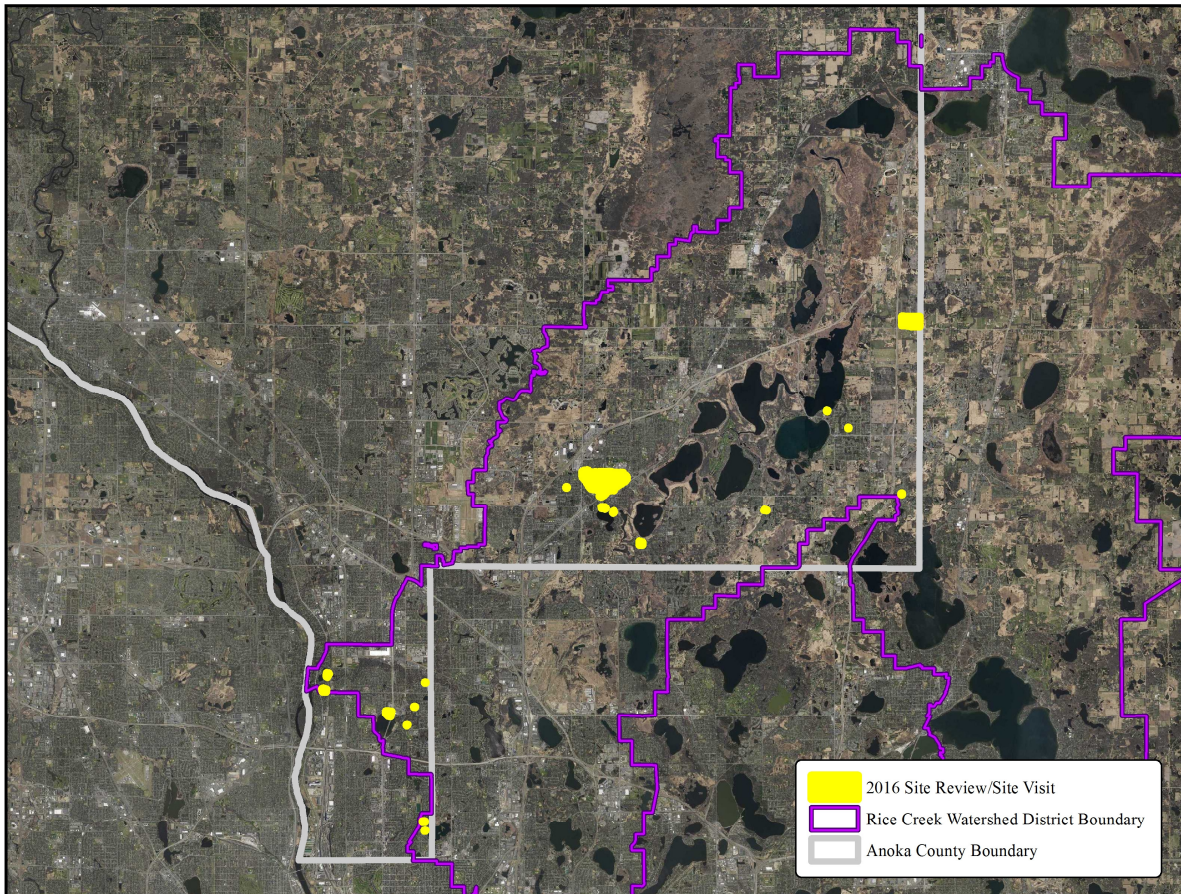 2016 Site Review/Site Visit
Rice Creek Watershed District Boundary
Anoka County Boundary